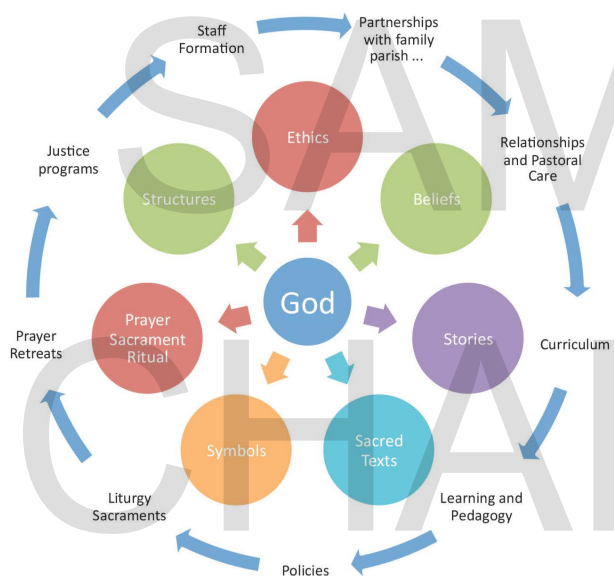 Staff
Formation
Partnerships
with family
parish ...
Relationships
and Pastoral
Care
Curriculum
Learning and
Pedagogy
Policies
Liturgy
Sacraments
Prayer
Retreats
Justice
programs
Ethics
Beliefs
Stories
Sacred
Texts
Symbols
Prayer
Sacrament
Ritual
Structures
God
SAM
CHA